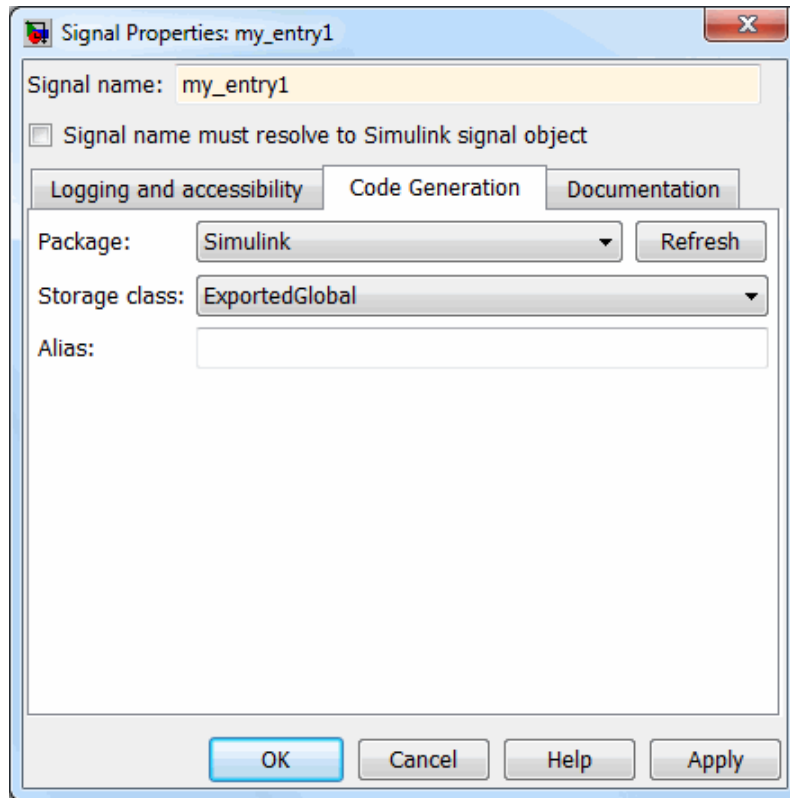 Signal Properties: my_entry1
Signal name: my_entry1
Signal name must resolve to Simulink signal object
Logging and accessibility Code Generation Documentation
Package: Simulink Refresh
Storage class: ExportedGlobal
Alias:
OK Cancel Help Apply